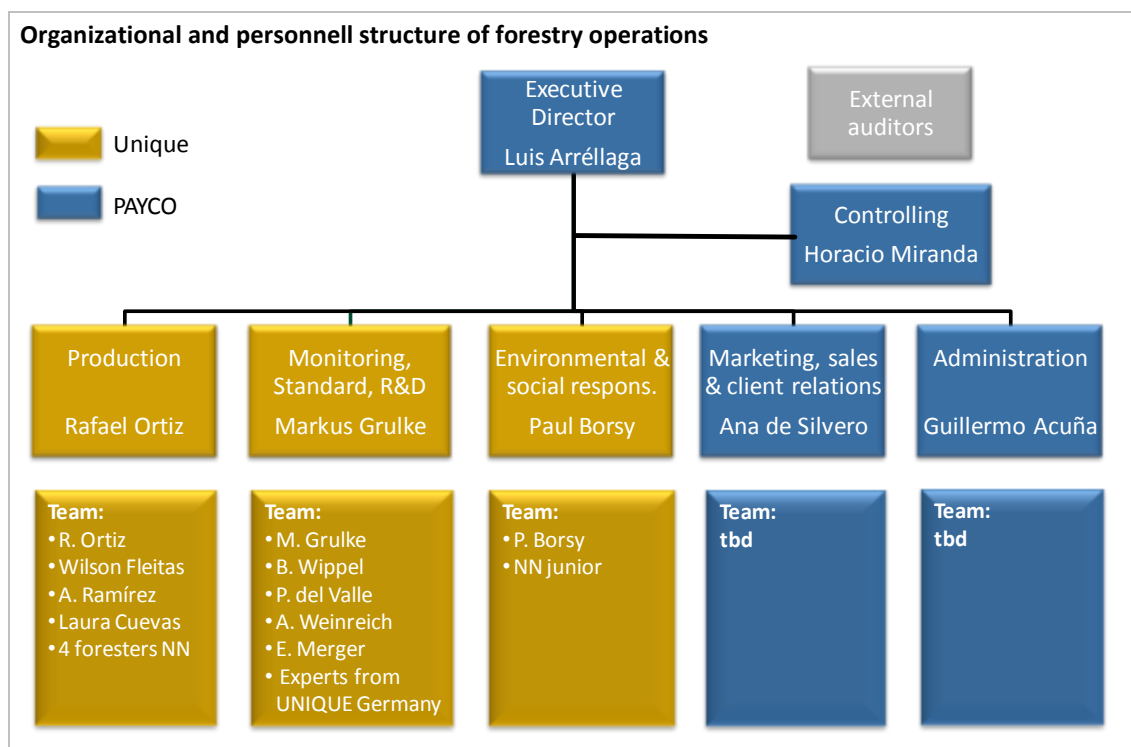 Organizational and personnell structure of forestry operations
Unique
PAYCO
Executive
Director
Luis Arréllaga
External
auditors
Controlling
Horacio Miranda
Production
Rafael Ortiz
Monitoring,
Standard, R&D
Markus Grulke
Environmental &
social respons.
Paul Borsy
Marketing, sales
& client relations
Ana de Silvero
Administration
Guillermo Acuña
Team:
• R. Ortiz
• Wilson Fleitas
• A. Ramírez
• Laura Cuevas
• 4 foresters NN
Team:
• M. Grulke
• B. Wippel
• P. del Valle
• A. Weinreich
• E. Merger
• Experts from
UNIQUE Germany
Team:
• P. Borsy
• NN junior
Team:
tbd
Team:
tbd